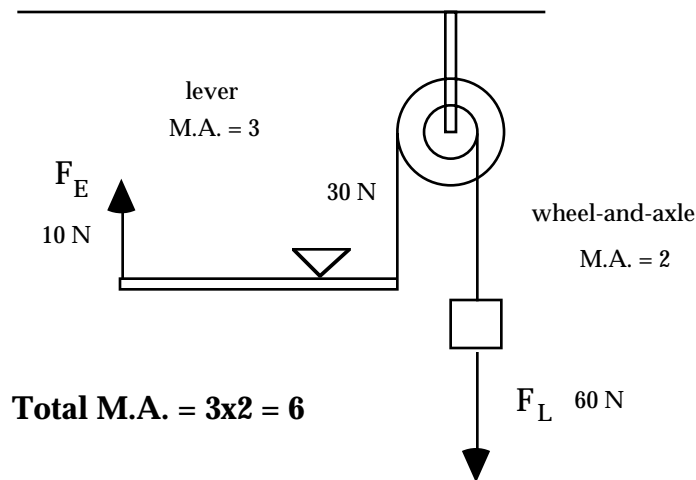 lever
M.A. = 3
F_E
10 N
30 N
wheel-and-axle
M.A. = 2
F_L 60 N
Total M.A. = 3x2 = 6